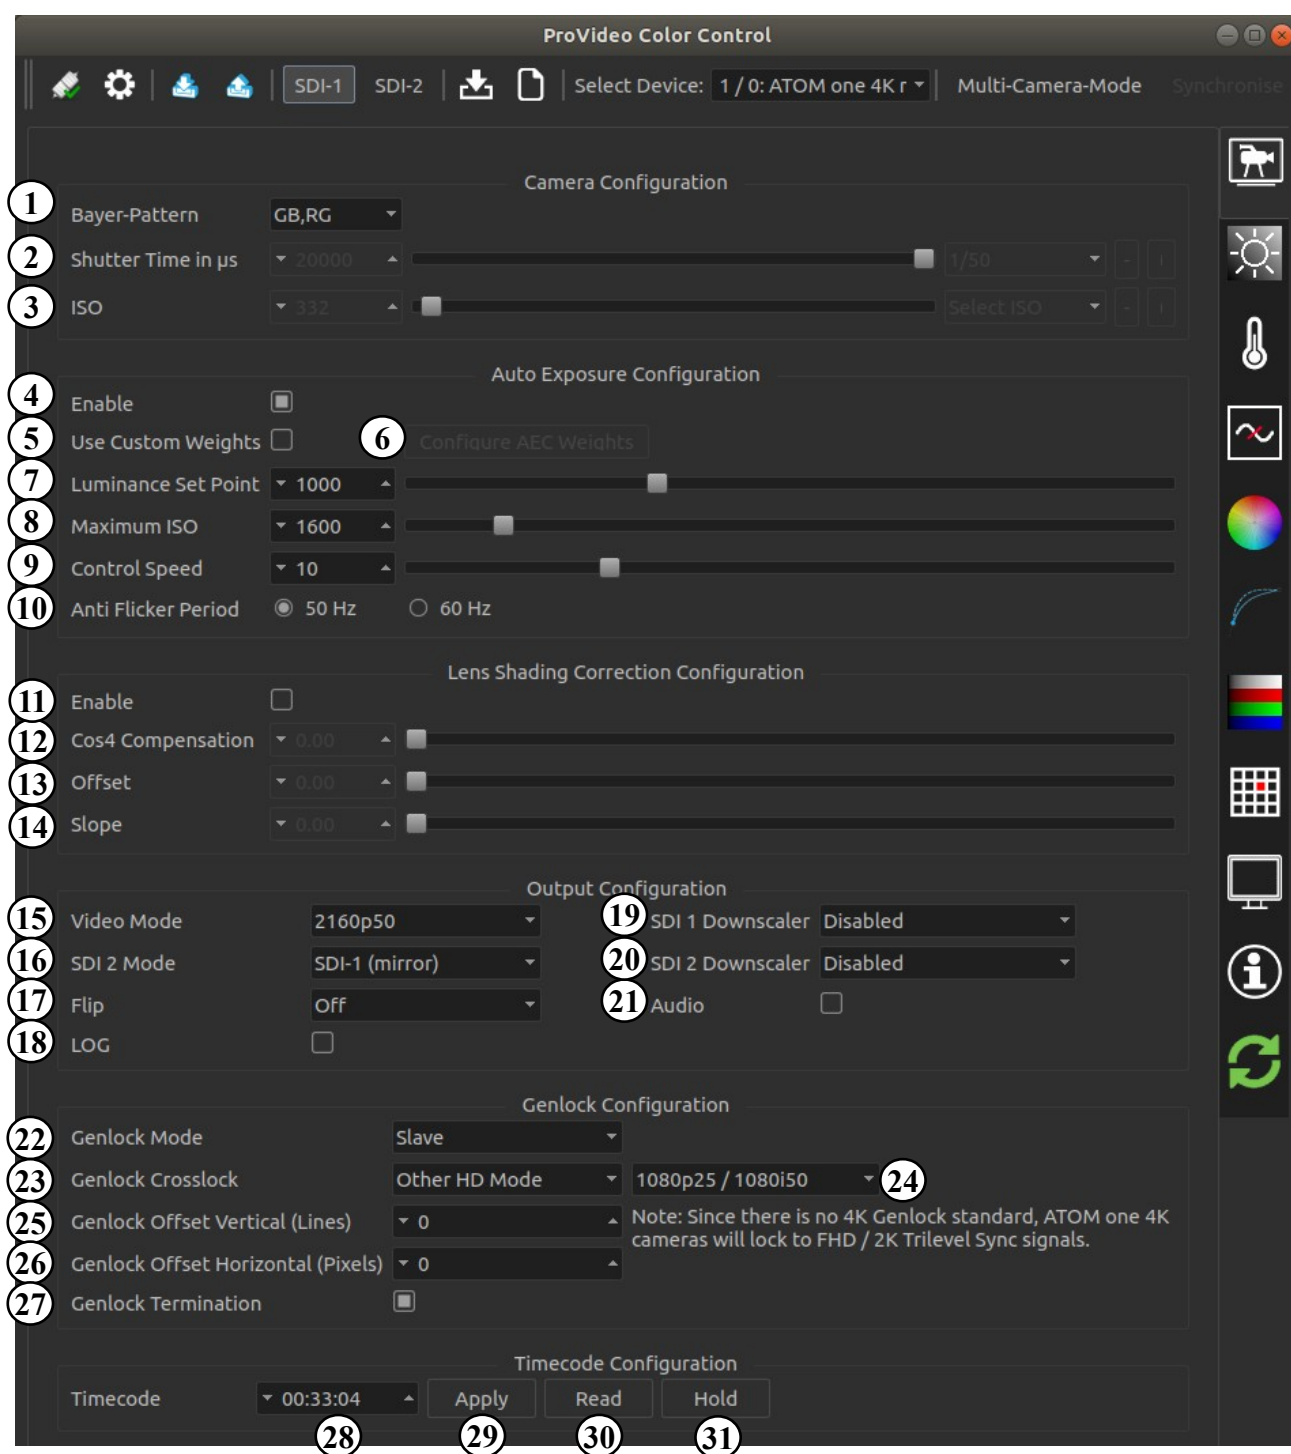 ProVideo Color Control
SDI-1 SDI-2 Select Device: 1 / 0: ATOM one 4K r Multi-Camera-Mode Synchronise
Camera Configuration
1 Bayer-Pattern GB,RG
2 Shutter Time in µs 20000 1/50 -
3 ISO 332 Select ISO -
Auto Exposure Configuration
4 Enable
5 Use Custom Weights 6 Configure AEC Weights
7 Luminance Set Point 1000
8 Maximum ISO 1600
9 Control Speed 10
10 Anti Flicker Period 50 Hz 60 Hz
Lens Shading Correction Configuration
11 Enable
12 Cos4 Compensation 0.00
13 Offset 0.00
14 Slope 0.00
Output Configuration
15 Video Mode 2160p50 19 SDI 1 Downscaler Disabled
16 SDI 2 Mode SDI-1 (mirror) 20 SDI 2 Downscaler Disabled
17 Flip Off 21 Audio
18 LOG
Genlock Configuration
22 Genlock Mode Slave
23 Genlock Crosslock Other HD Mode 1080p25 / 1080i50 24
25 Genlock Offset Vertical (Lines) 0 Note: Since there is no 4K Genlock standard, ATOM one 4K
cameras will lock to FHD / 2K Trilevel Sync signals.
26 Genlock Offset Horizontal (Pixels) 0
27 Genlock Termination
Timecode Configuration
Timecode 00:33:04 Apply Read Hold
28 29 30 31